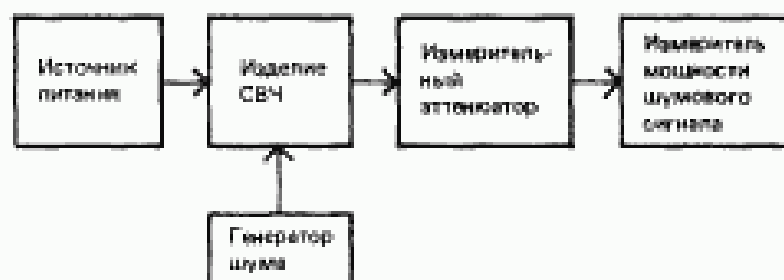 Источник
питания
Изделие
СВЧ
Измеритель-
ный
аттенюатор
Измеритель
мощности
шумового
сигнала
Генератор
шума